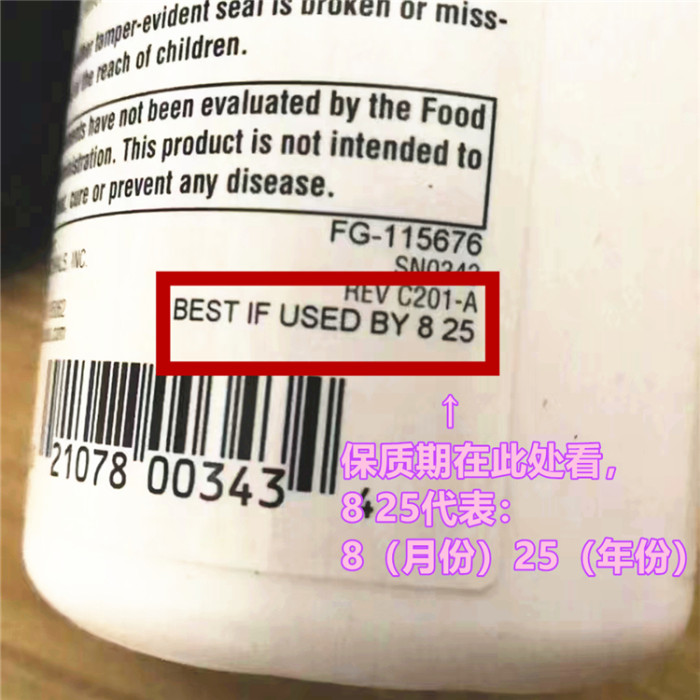 tamper-evident seal is broken or miss-
the reach of children.
have not been evaluated by the Food
This product is not intended to
cure or prevent any disease.
FG-115676
REV C201-A
BEST IF USED BY 8 25
INC.
21078 00343 4
↑
保质期在此处看,
8 25代表:
8（月份）25（年份）